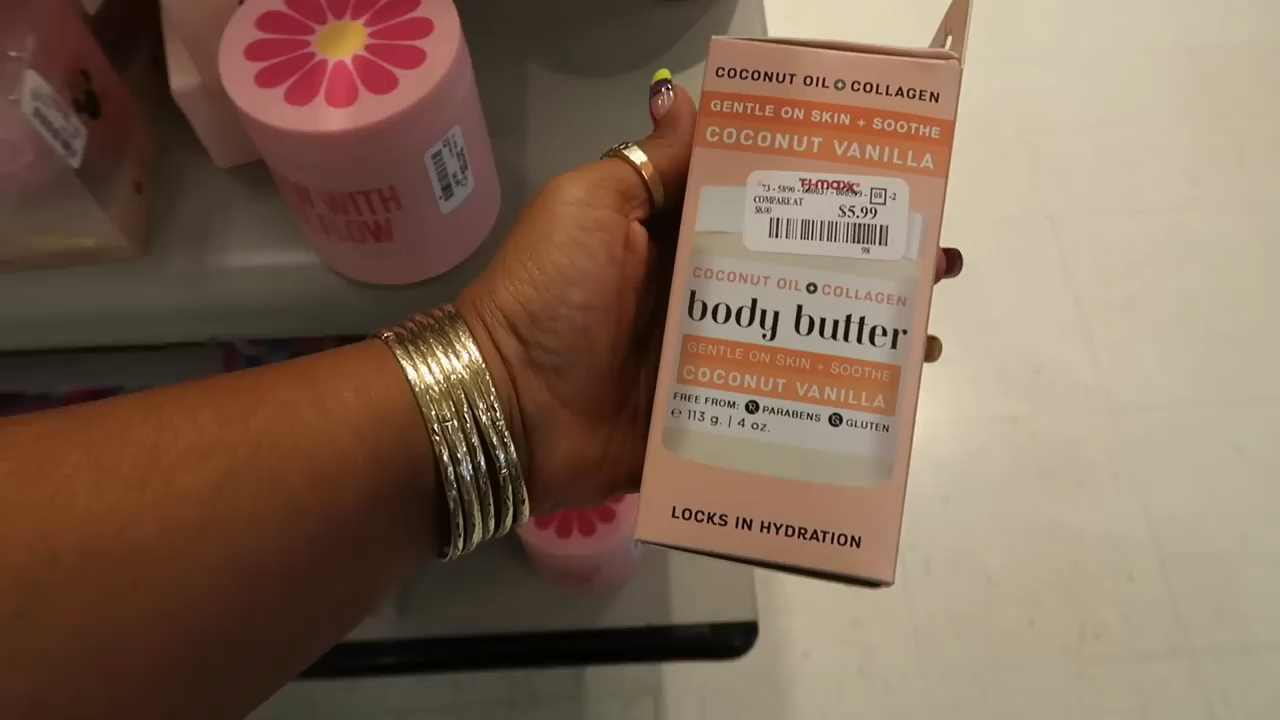 COCONUT OIL + COLLAGEN
GENTLE ON SKIN + SOOTHE
COCONUT VANILLA
TJ-maxx
COMPARE AT
$8.00
$5.99
98
COCONUT OIL + COLLAGEN
body butter
GENTLE ON SKIN + SOOTHE
COCONUT VANILLA
FREE FROM: PARABENS GLUTEN
℮ 113 g. | 4 oz.
LOCKS IN HYDRATION
WITH
FLOW